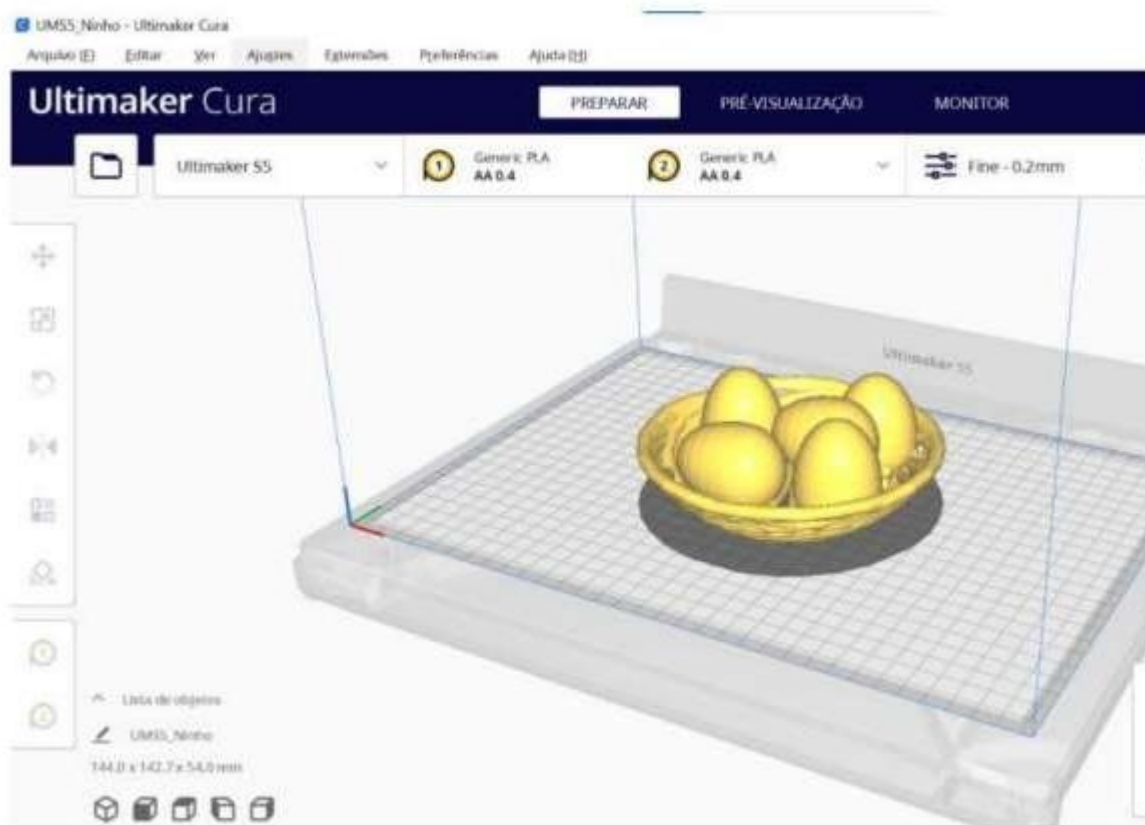 UMS5_Ninho - Ultimaker Cura
Arquivo (E) Editar Ver Ajustes Extensões Preferências Ajuda (H)
Ultimaker Cura PREPARAR PRÉ-VISUALIZAÇÃO MONITOR
Ultimaker S5 1 Generic PLA 2 Generic PLA Fine - 0.2mm
AA 0.4 AA 0.4
Ultimaker S5
Lista de objetos
UMS5_Ninho
144.0 x 142.7 x 54.0 mm